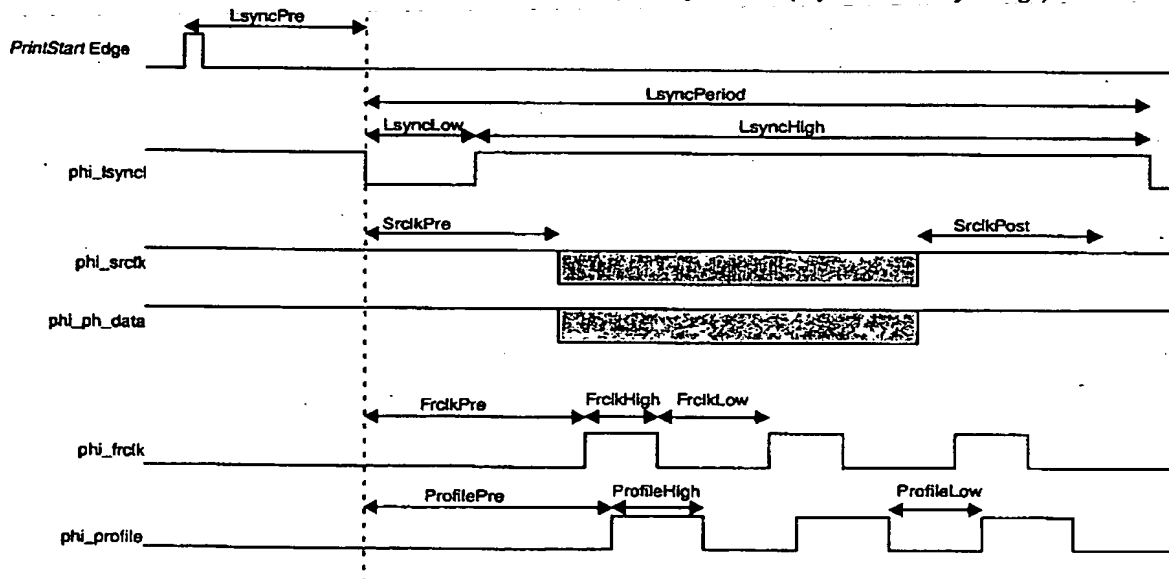 LsyncPre
PrintStart Edge
LsyncPeriod
LsyncLow
LsyncHigh
phi_lsyncl
SrclkPre
SrclkPost
phi_srclk
phi_ph_data
FrclkPre
FrclkHigh
FrclkLow
phi_frclk
ProfilePre
ProfileHigh
ProfileLow
phi_profile